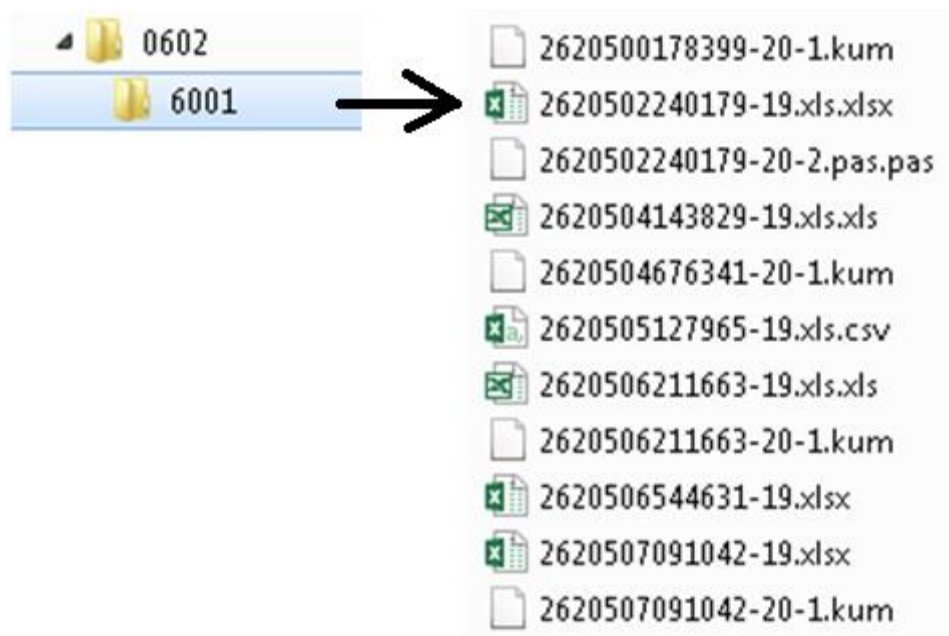 0602
6001
2620500178399-20-1.kum
2620502240179-19.xls.xlsx
2620502240179-20-2.pas.pas
2620504143829-19.xls.xls
2620504676341-20-1.kum
2620505127965-19.xls.csv
2620506211663-19.xls.xls
2620506211663-20-1.kum
2620506544631-19.xlsx
2620507091042-19.xlsx
2620507091042-20-1.kum